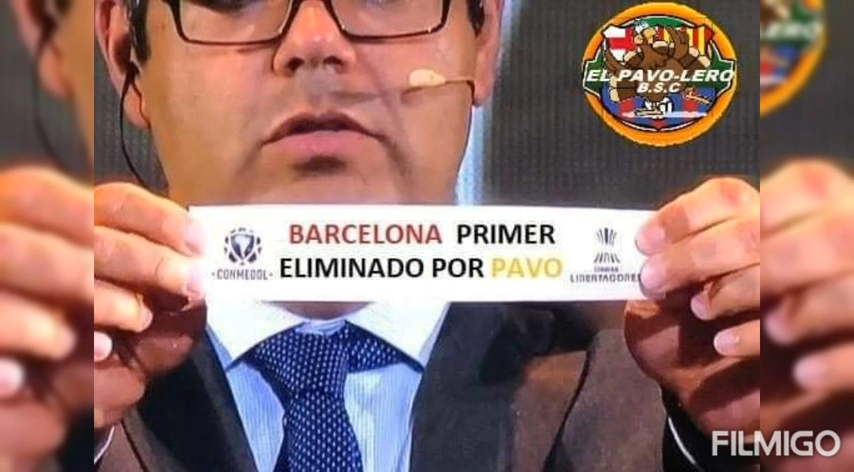 EL PAVO-LERO
B.S.C
BARCELONA PRIMER
ELIMINADO POR PAVO
CONMEBOL
LIBERTADORES
FILMIGO